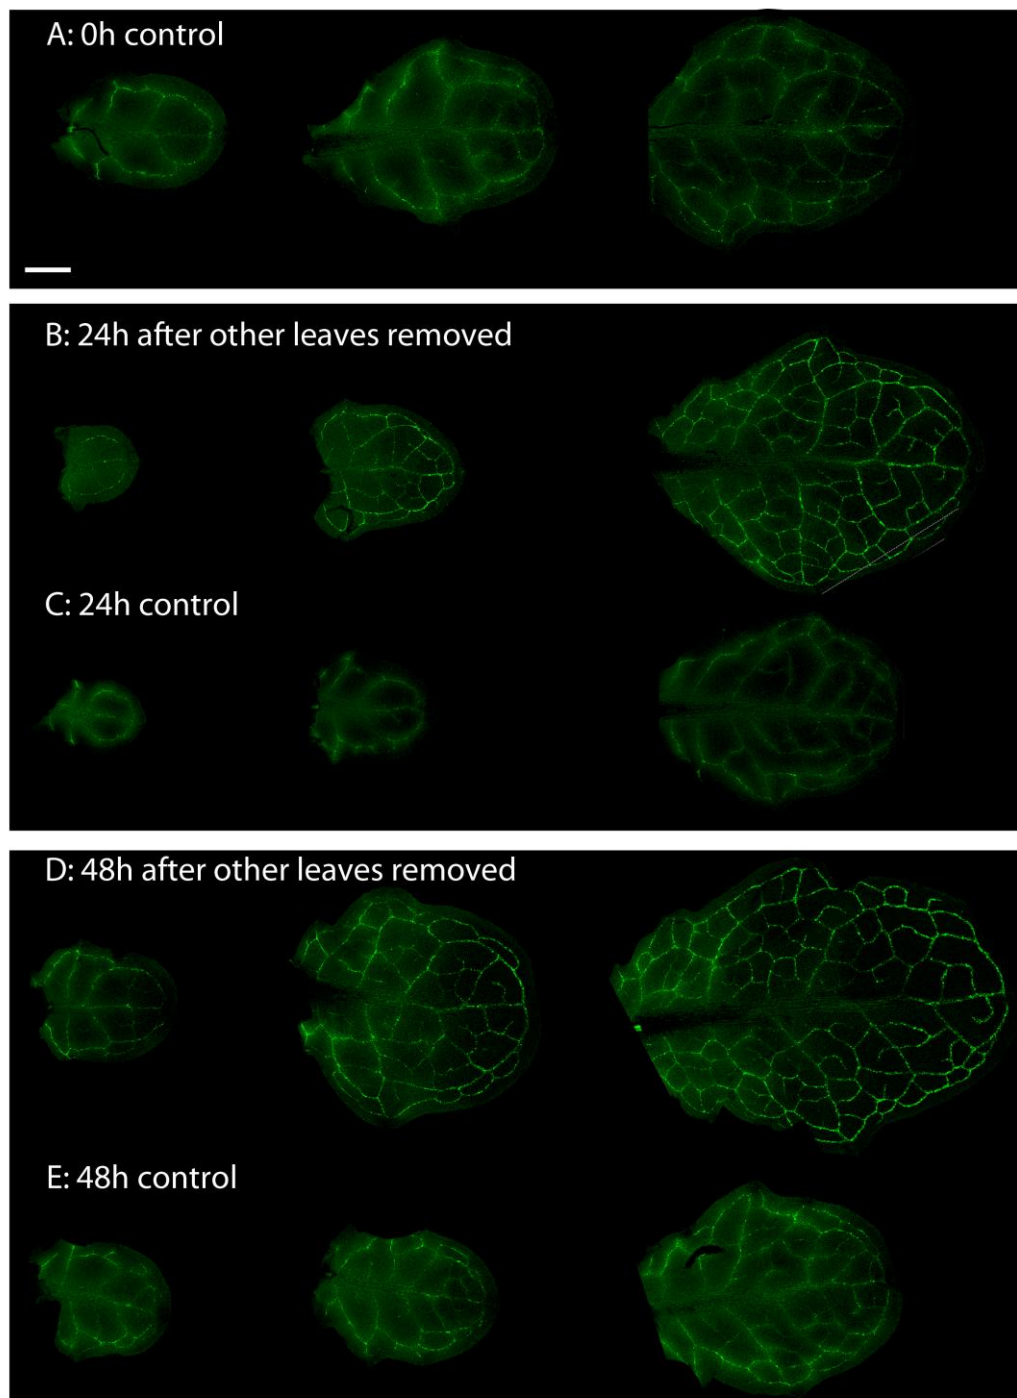 A: 0h control
B: 24h after other leaves removed
C: 24h control
D: 48h after other leaves removed
E: 48h control